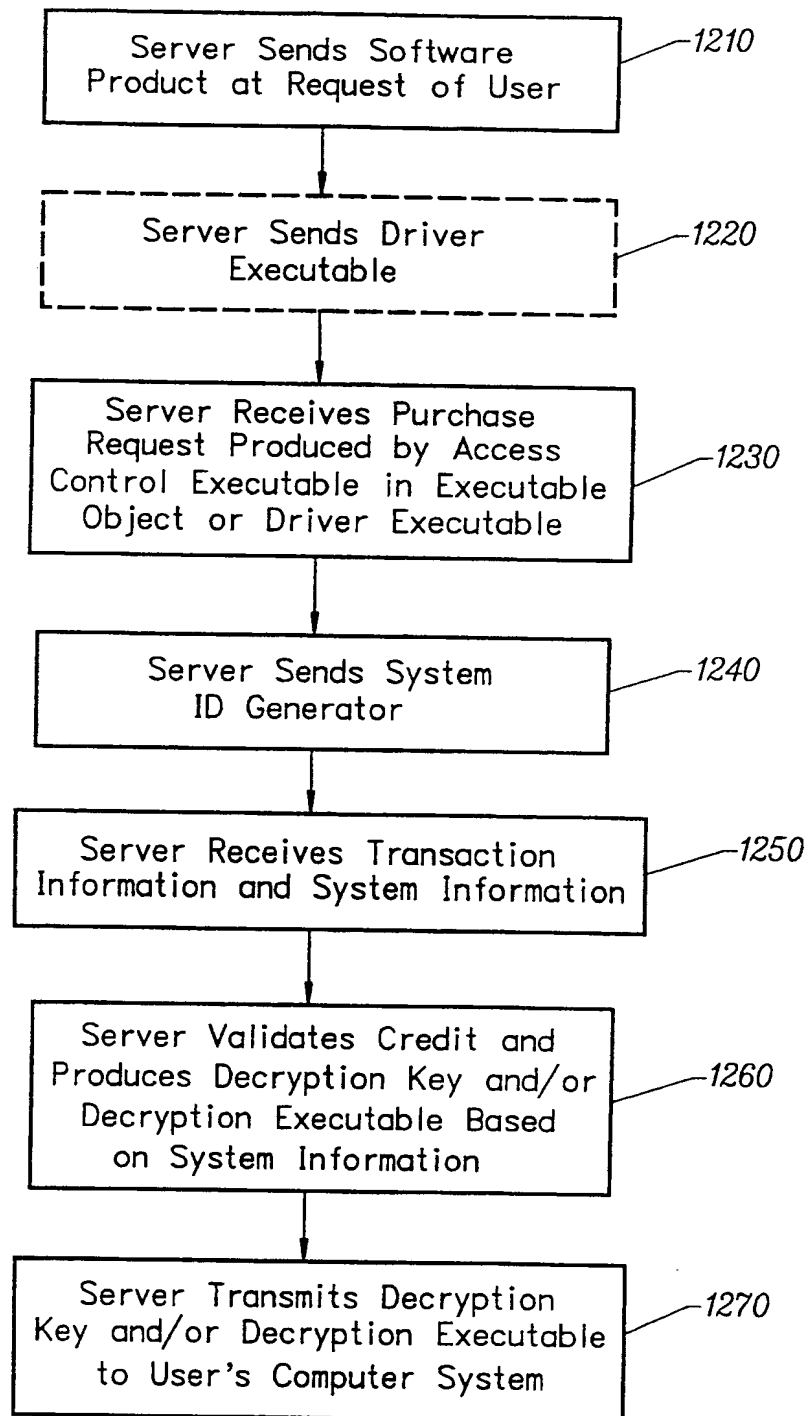 Server Sends Software
Product at Request of User
1210
Server Sends Driver
Executable
1220
Server Receives Purchase
Request Produced by Access
Control Executable in Executable
Object or Driver Executable
1230
Server Sends System
ID Generator
1240
Server Receives Transaction
Information and System Information
1250
Server Validates Credit and
Produces Decryption Key and/or
Decryption Executable Based
on System Information
1260
Server Transmits Decryption
Key and/or Decryption Executable
to User's Computer System
1270